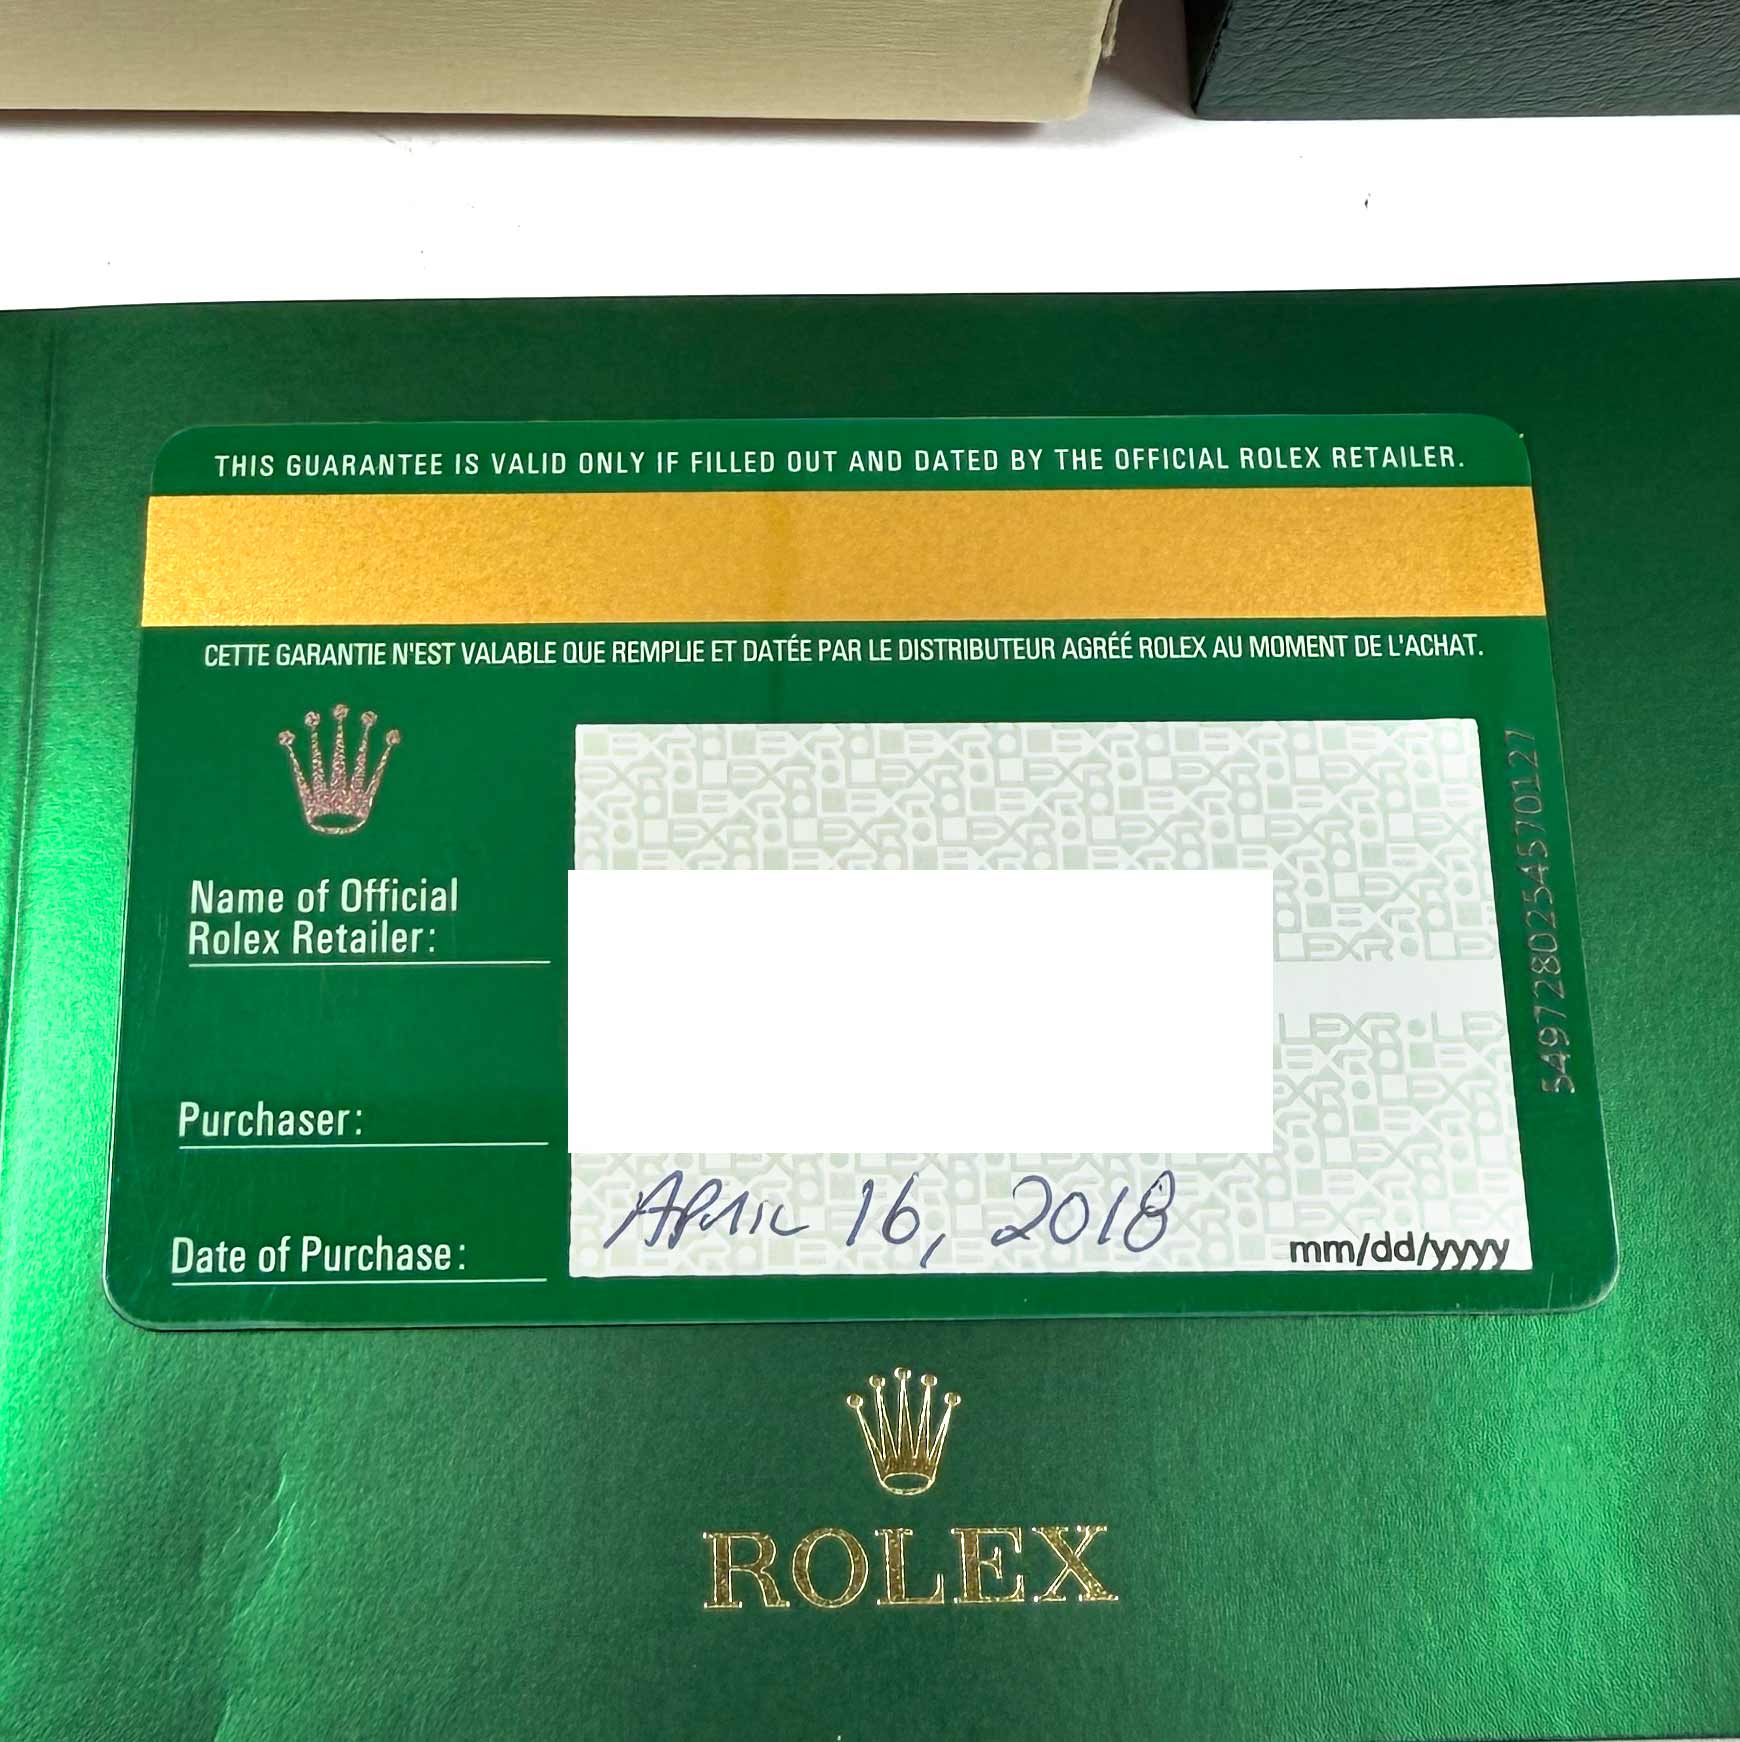 THIS GUARANTEE IS VALID ONLY IF FILLED OUT AND DATED BY THE OFFICIAL ROLEX RETAILER.
CETTE GARANTIE N'EST VALABLE QUE REMPLIE ET DATÉE PAR LE DISTRIBUTEUR AGRÉÉ ROLEX AU MOMENT DE L'ACHAT.
Name of Official
Rolex Retailer:
Purchaser:
Date of Purchase: APRIL 16, 2018
mm/dd/yyyy
5497280254570127
ROLEX